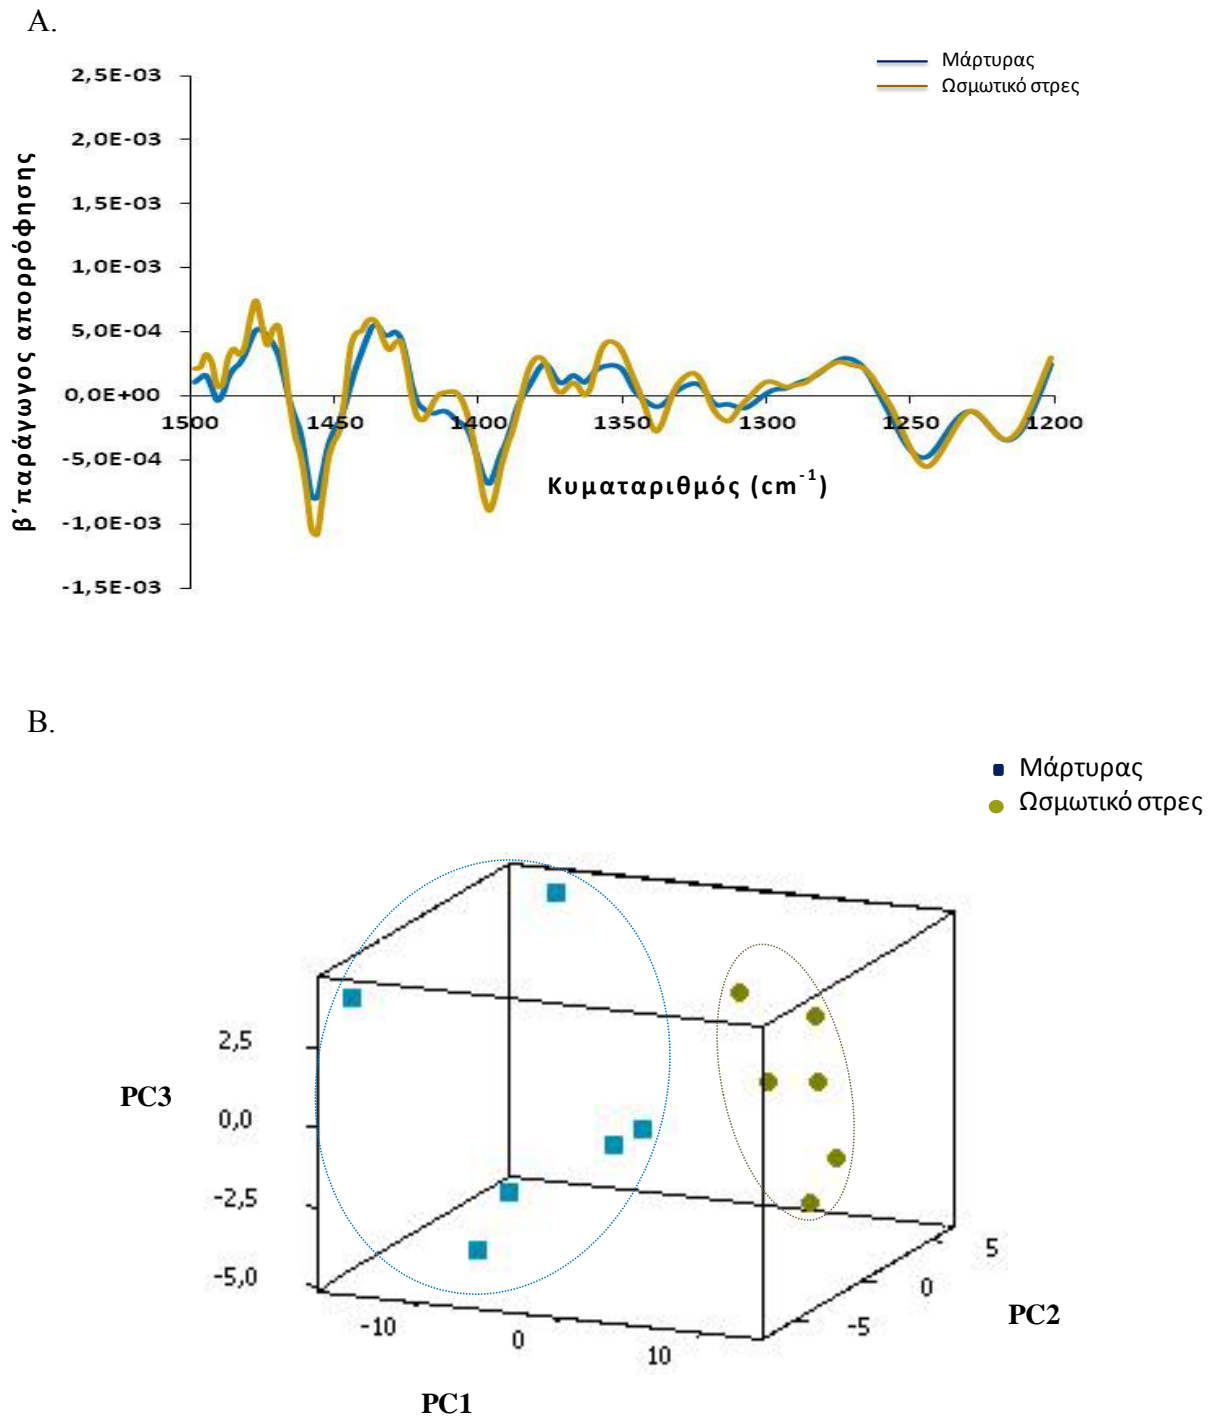 A.
Μάρτυρας
Ωσμωτικό στρες
2,5E-03
2,0E-03
1,5E-03
1,0E-03
5,0E-04
0,0E+00
-5,0E-04
-1,0E-03
-1,5E-03
β΄παράγωγος απορρόφησης
1500 1450 1400 1350 1300 1250 1200
Κυματαριθμός (cm⁻¹)
B.
Μάρτυρας
Ωσμωτικό στρες
2,5
0,0
-2,5
-5,0
PC3
-10 0 10
PC1
-5 0 5
PC2